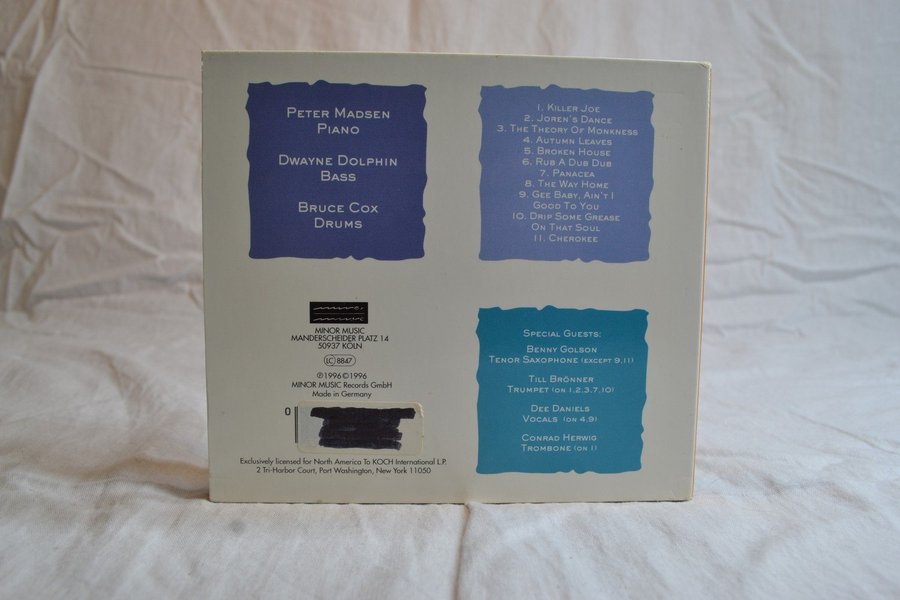 PETER MADSEN
PIANO
DWAYNE DOLPHIN
BASS
BRUCE COX
DRUMS
1. KILLER JOE
2. JOREN'S DANCE
3. THE THEORY OF MONKNESS
4. AUTUMN LEAVES
5. BROKEN HOUSE
6. RUB A DUB DUB
7. PANACEA
8. THE WAY HOME
9. GEE BABY, AIN'T I
GOOD TO YOU
10. DRIP SOME GREASE
ON THAT SOUL
11. CHEROKEE
minor
music
MINOR MUSIC
MANDERSCHEIDER PLATZ 14
50937 KÖLN
LC 8847
℗1996 ©1996
MINOR MUSIC Records GmbH
Made in Germany
0
Exclusively licensed for North America To KOCH International L.P.
2 Tri-Harbor Court, Port Washington, New York 11050
SPECIAL GUESTS:
BENNY GOLSON
TENOR SAXOPHONE (EXCEPT 9,11)
TILL BRÖNNER
TRUMPET (ON 1,2,3,7,10)
DEE DANIELS
VOCALS (ON 4,9)
CONRAD HERWIG
TROMBONE (ON 1)